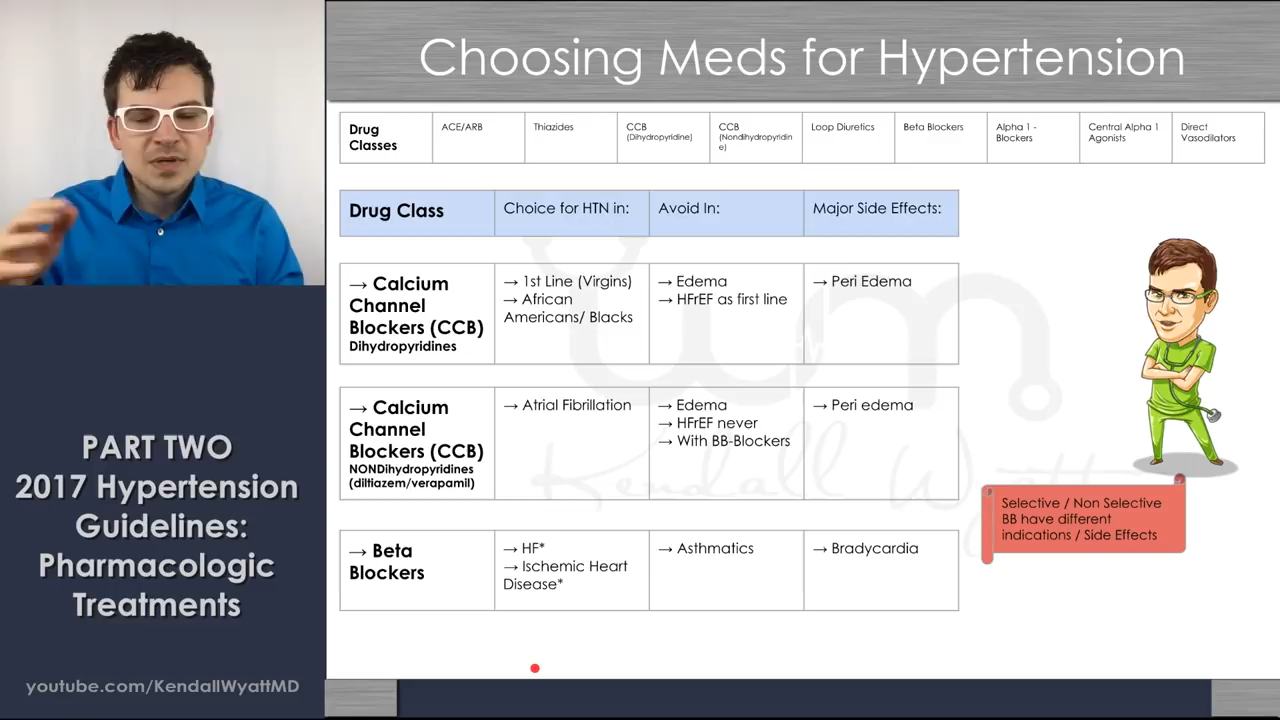 Choosing Meds for Hypertension
Drug
Classes
ACE/ARB
Thiazides
CCB
(Dihydropyridine)
CCB
(Nondihydropyridin
e)
Loop Diuretics
Beta Blockers
Alpha 1 -
Blockers
Central Alpha 1
Agonists
Direct
Vasodilators
Drug Class
Choice for HTN in:
Avoid In:
Major Side Effects:
→ Calcium
Channel
Blockers (CCB)
Dihydropyridines
→ 1st Line (Virgins)
→ African
Americans/ Blacks
→ Edema
→ HFrEF as first line
→ Peri Edema
→ Calcium
Channel
Blockers (CCB)
NONDihydropyridines
(diltiazem/verapamil)
→ Atrial Fibrillation
→ Edema
→ HFrEF never
→ With BB-Blockers
→ Peri edema
→ Beta
Blockers
→ HF*
→ Ischemic Heart
Disease*
→ Asthmatics
→ Bradycardia
Selective / Non Selective
BB have different
indications / Side Effects
wm
Kendall Wyatt
PART TWO
2017 Hypertension
Guidelines:
Pharmacologic
Treatments
youtube.com/KendallWyattMD